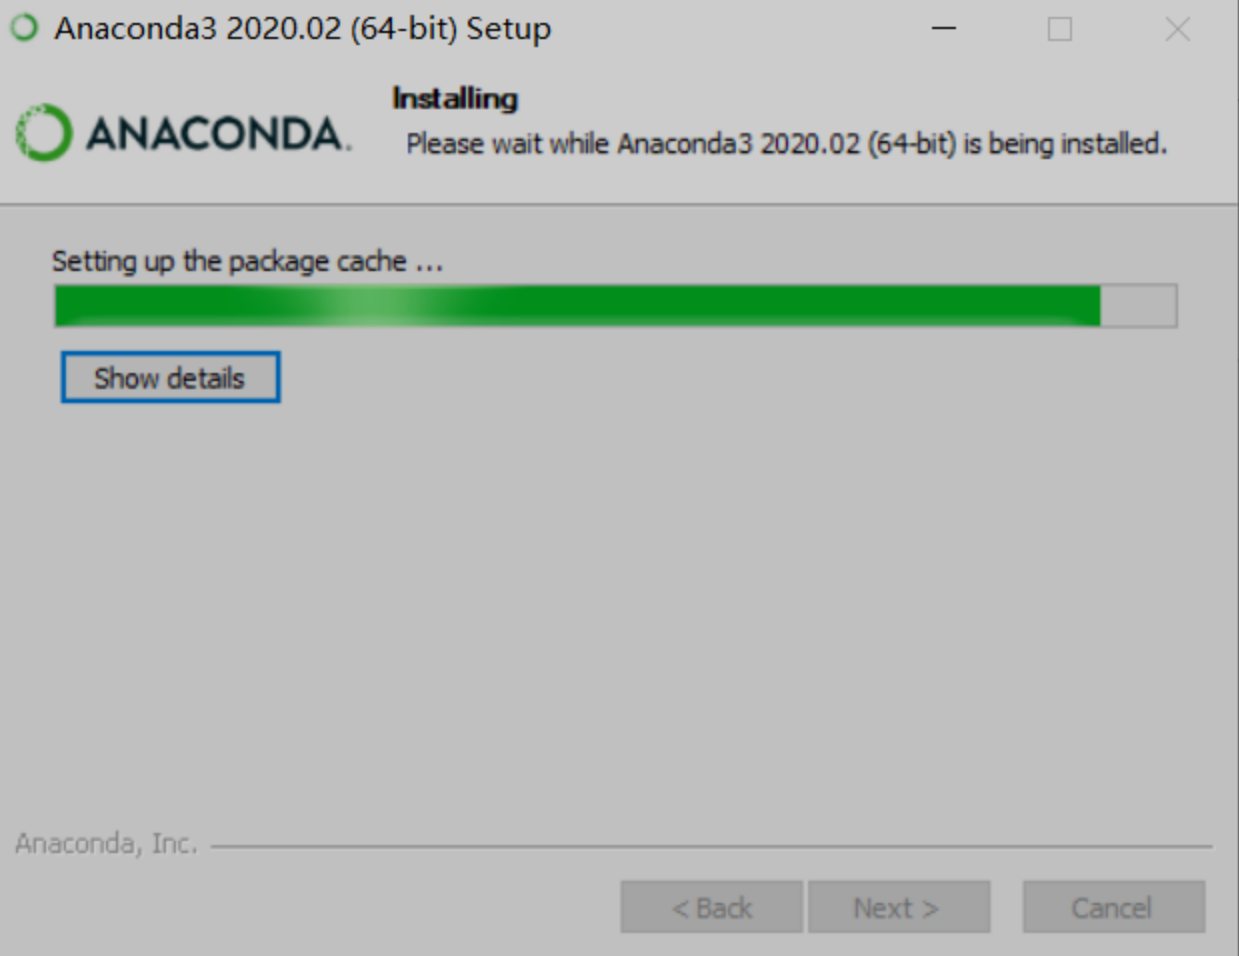 Anaconda3 2020.02 (64-bit) Setup
ANACONDA.
Installing
Please wait while Anaconda3 2020.02 (64-bit) is being installed.
Setting up the package cache ...
Show details
Anaconda, Inc.
< Back
Next >
Cancel